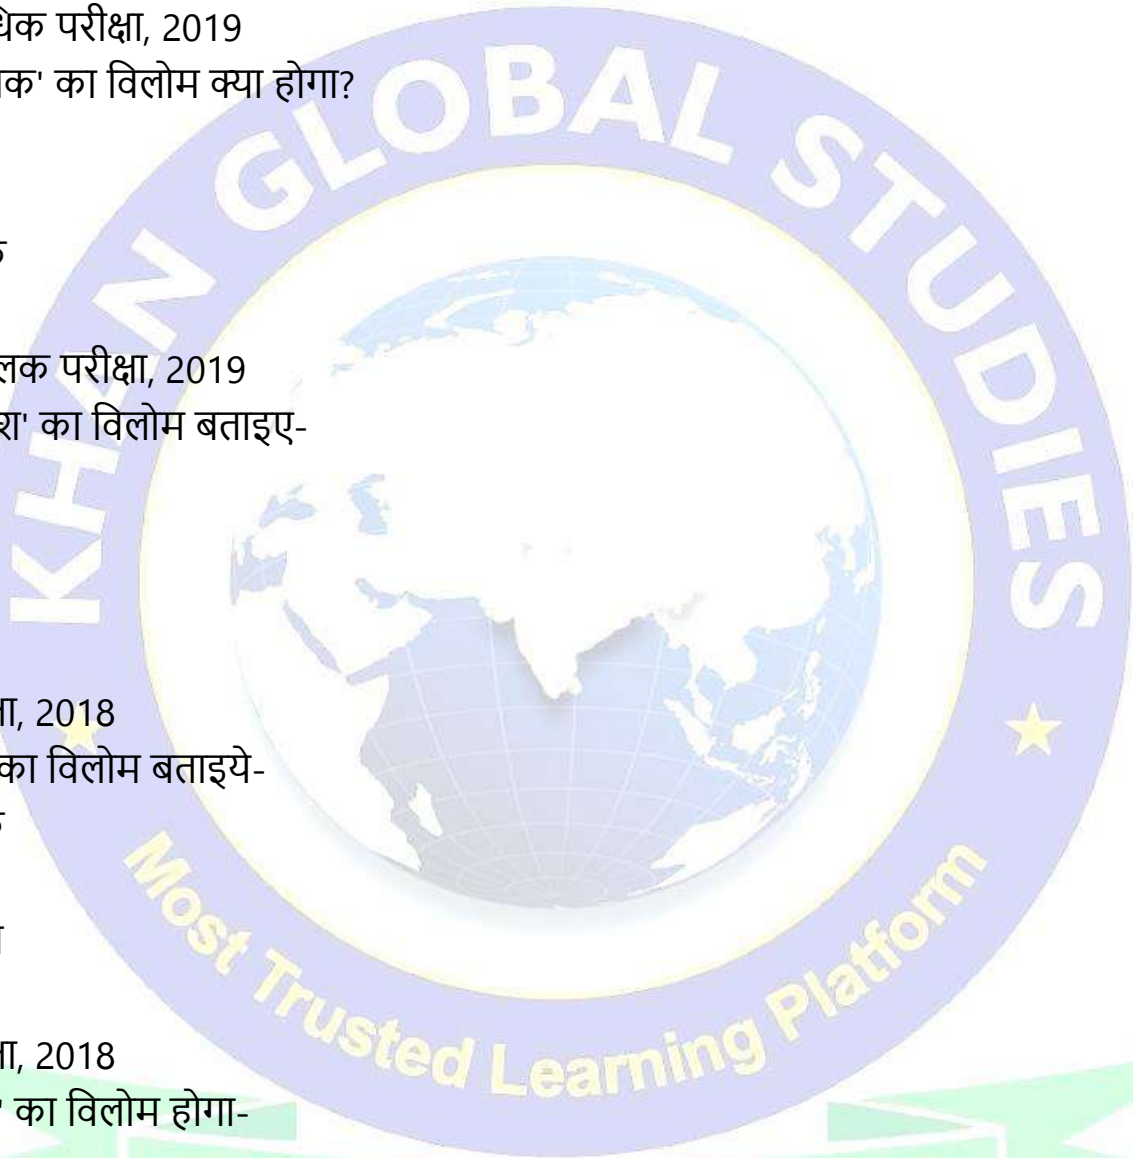 धिक परीक्षा, 2019
क' का विलोम क्या होगा?
क
लक परीक्षा, 2019
श' का विलोम बताइए-
ा, 2018
का विलोम बताइये-
क
ा
ा, 2018
' का विलोम होगा-
KHAN GLOBAL STUDIES
Most Trusted Learning Platform